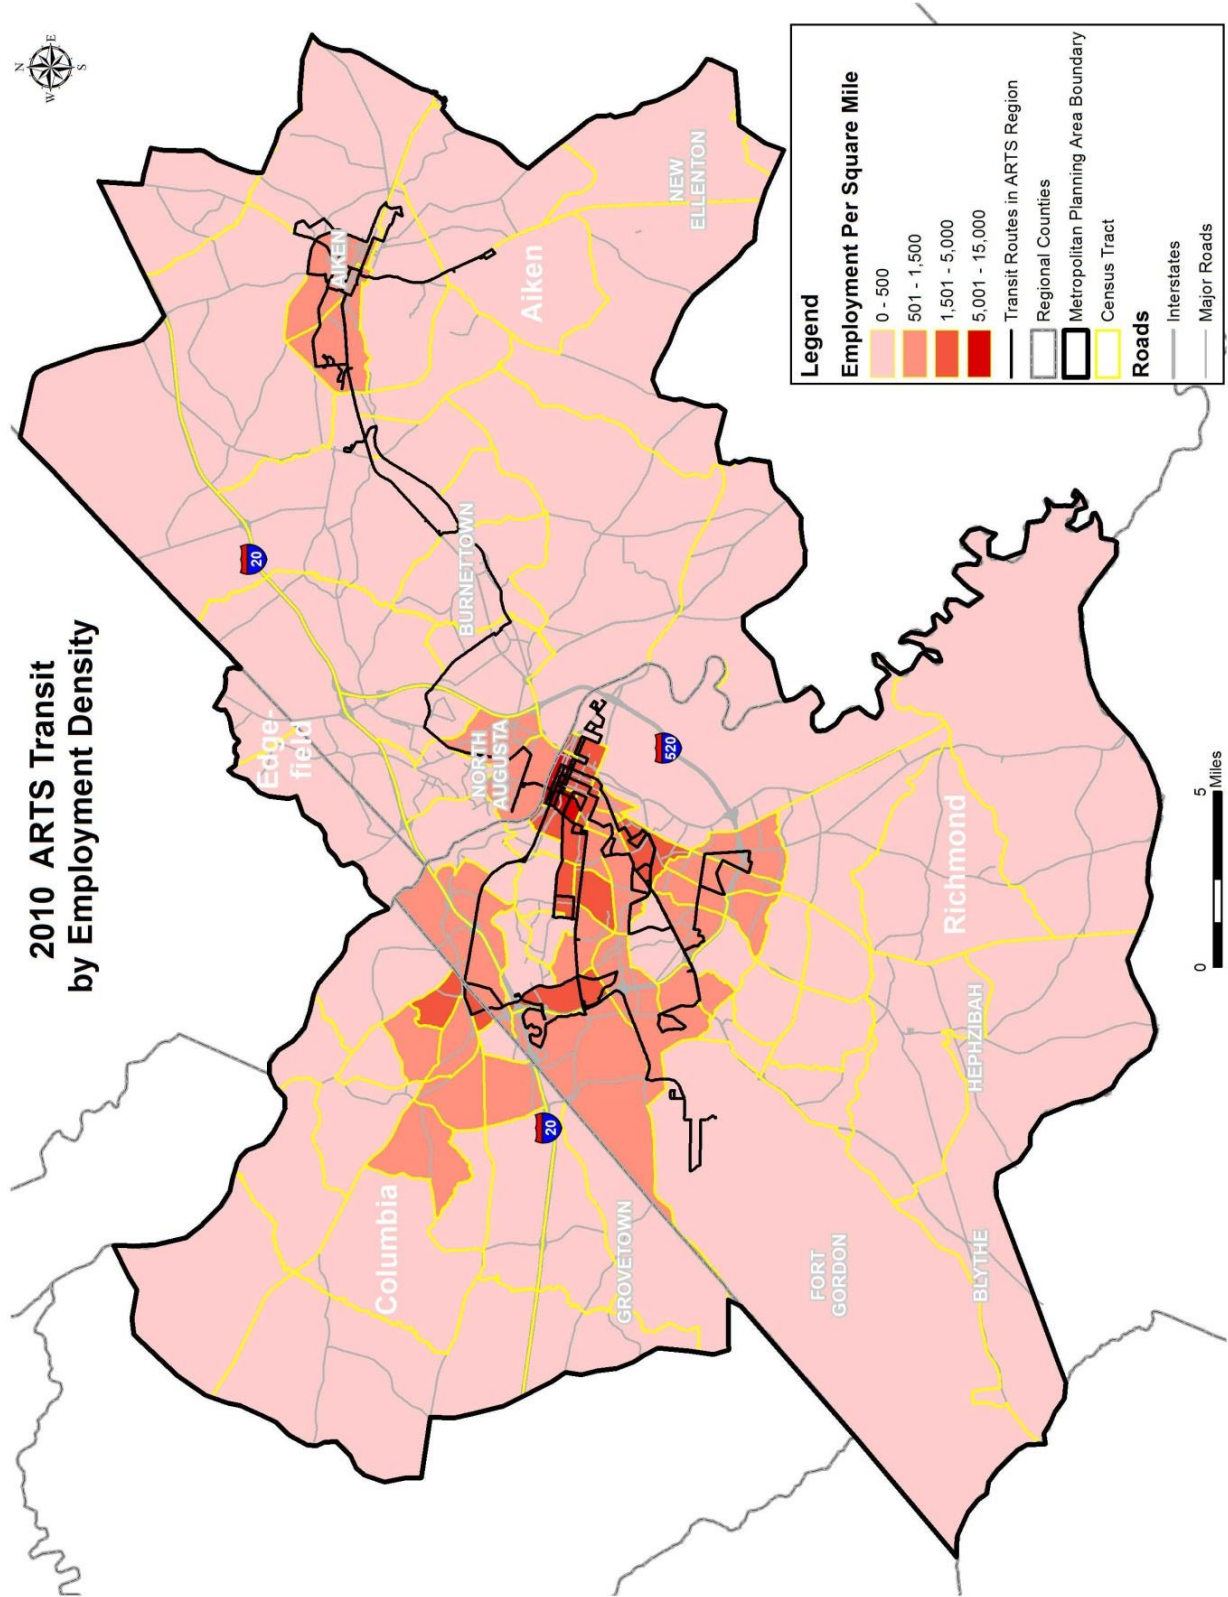 2010 ARTS Transit
by Employment Density
N
W
E
S
20
Edge-
field
AIKEN
Aiken
NEW
ELLENTON
BURNETTOWN
NORTH
AUGUSTA
520
20
Columbia
GROVETOWN
Richmond
HEPHZIBAH
FORT
GORDON
BLYTHE
Legend
Employment Per Square Mile
0 - 500
501 - 1,500
1,501 - 5,000
5,001 - 15,000
Transit Routes in ARTS Region
Regional Counties
Metropolitan Planning Area Boundary
Census Tract
Roads
Interstates
Major Roads
0
5
Miles